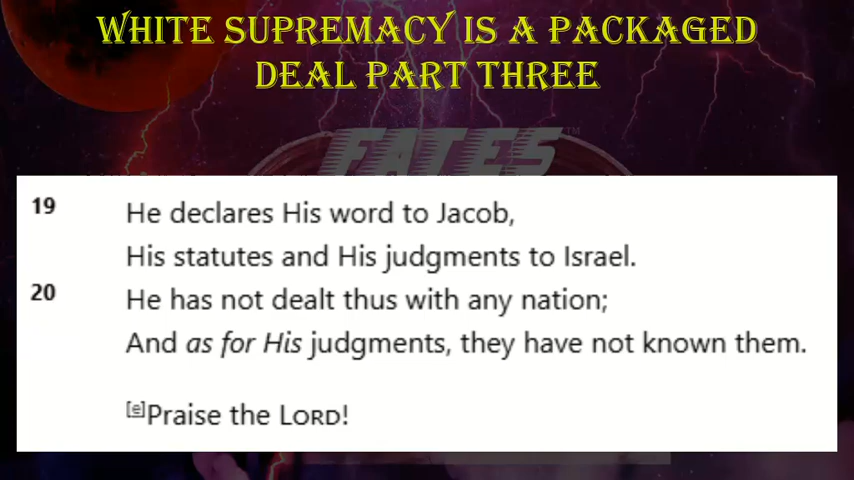 WHITE SUPREMACY IS A PACKAGED
DEAL PART THREE
FATES™
19 He declares His word to Jacob,
His statutes and His judgments to Israel.
20 He has not dealt thus with any nation;
And as for His judgments, they have not known them.
[e]Praise the LORD!